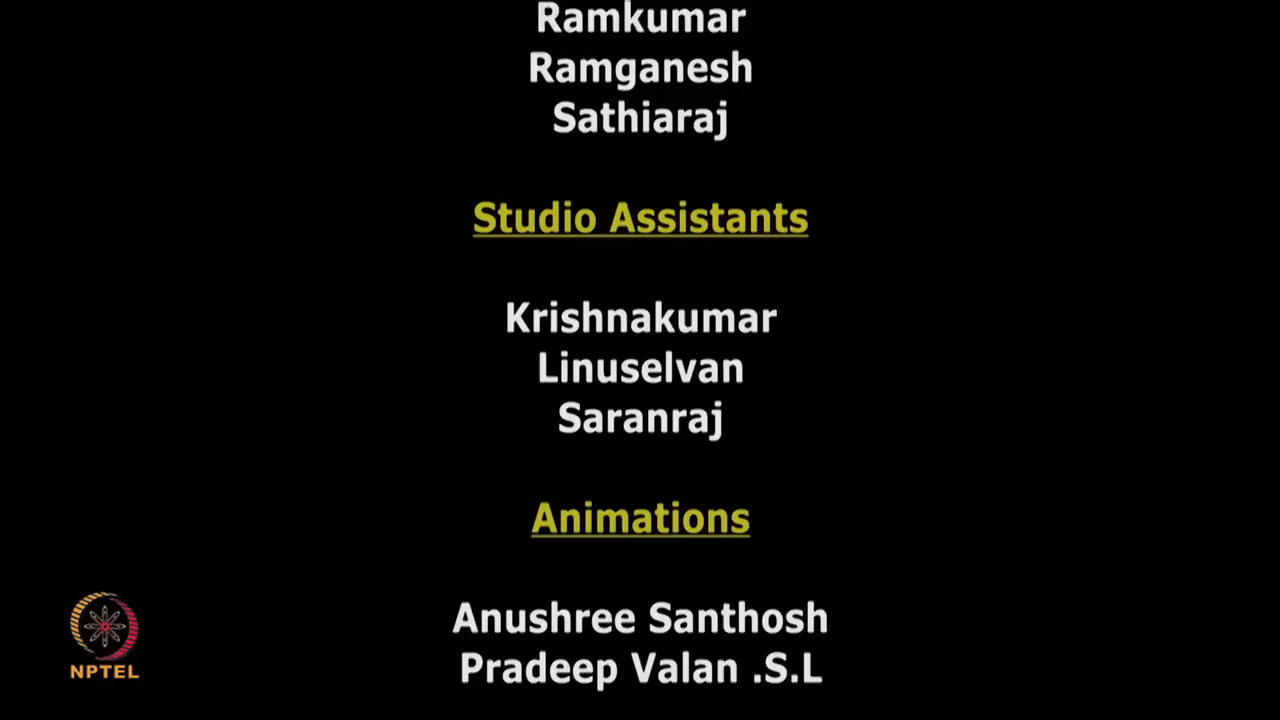 Ramkumar
Ramganesh
Sathiaraj
Studio Assistants
Krishnakumar
Linuselvan
Saranraj
Animations
Anushree Santhosh
Pradeep Valan .S.L
NPTEL